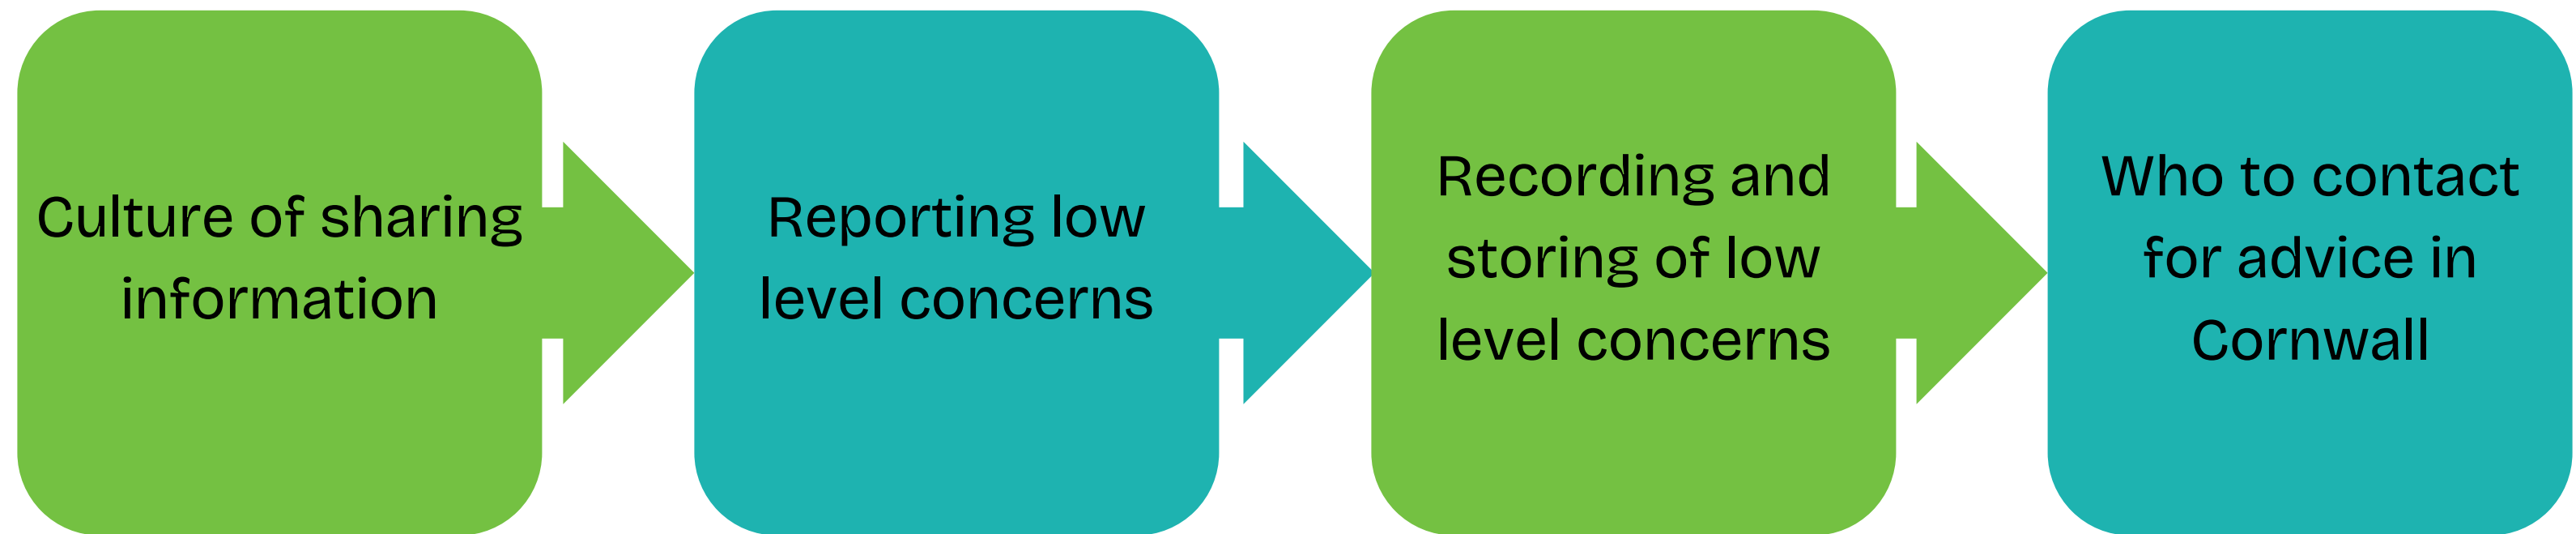 Culture of sharing
information
Reporting low
level concerns
Recording and
storing of low
level concerns
Who to contact
for advice in
Cornwall